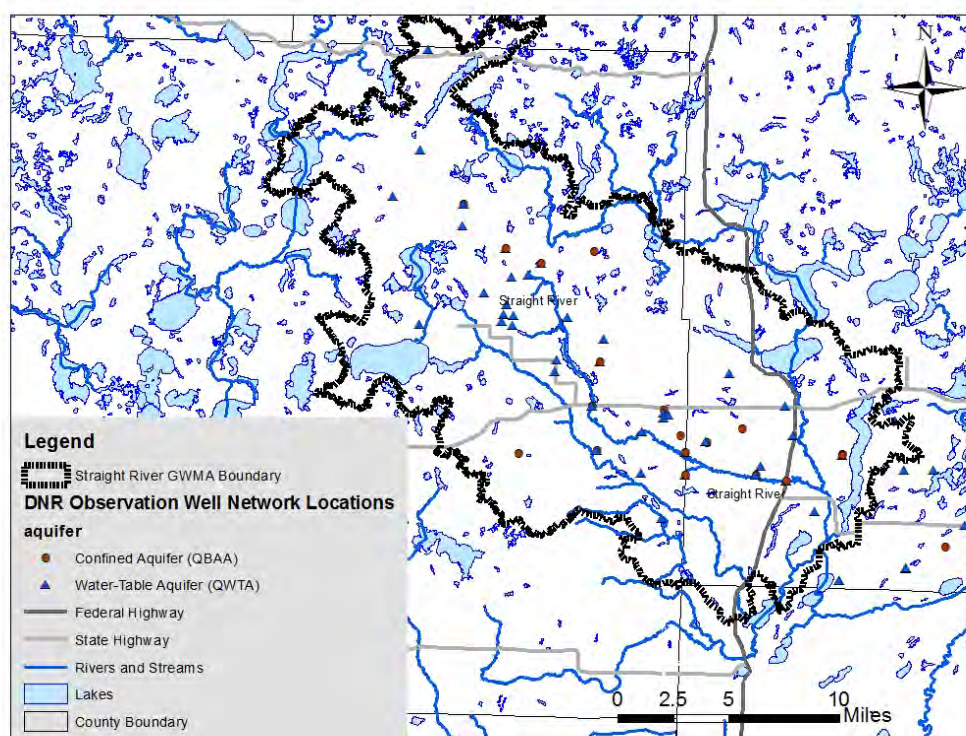 N
Straight River
Straight River
Legend
Straight River GWMA Boundary
DNR Observation Well Network Locations
aquifer
Confined Aquifer (QBAA)
Water-Table Aquifer (QWTA)
Federal Highway
State Highway
Rivers and Streams
Lakes
County Boundary
0 2.5 5 10
Miles